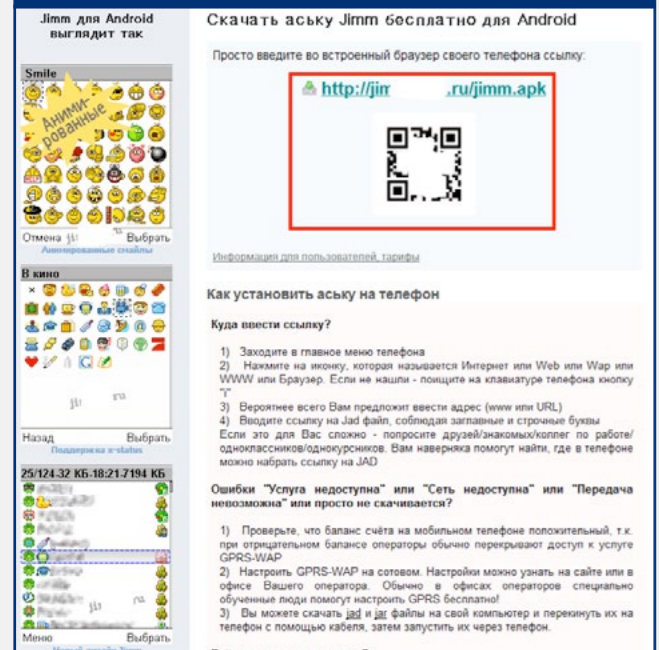 Jimm для Android
выглядит так
Smile
Аними-
рованные
Отмена
Выбрать
Анимированные смайлы
В кино
Назад
Выбрать
Поддержка x-status
25/124-32 КБ-18:21-7194 КБ
Меню
Выбрать
Скачать аську Jimm бесплатно для Android
Просто введите во встроенный браузер своего телефона ссылку:
http://jim .ru/jimm.apk
Информация для пользователей, тарифы
Как установить аську на телефон
Куда ввести ссылку?
1) Заходите в главное меню телефона
2) Нажмите на иконку, которая называется Интернет или Web или Wap или
WWW или Браузер. Если не нашли - поищите на клавиатуре телефона кнопку
"i"
3) Вероятнее всего Вам предложит ввести адрес (www или URL)
4) Вводите ссылку на Jad файл, соблюдая заглавные и строчные буквы
Если это для Вас сложно - попросите друзей/знакомых/коллег по работе/
одноклассников/однокурсников. Вам наверняка помогут найти, где в телефоне
можно набрать ссылку на JAD
Ошибки "Услуга недоступна" или "Сеть недоступна" или "Передача
невозможна" или просто не скачивается?
1) Проверьте, что баланс счёта на мобильном телефоне положительный, т.к.
при отрицательном балансе операторы обычно перекрывают доступ к услуге
GPRS-WAP
2) Настроить GPRS-WAP на сотовом. Настройки можно узнать на сайте или в
офисе Вашего оператора. Обычно в офисах операторов специально
обученные люди помогут настроить GPRS бесплатно!
3) Вы можете скачать jad и jar файлы на свой компьютер и перекинуть их на
телефон с помощью кабеля, затем запустить их через телефон.